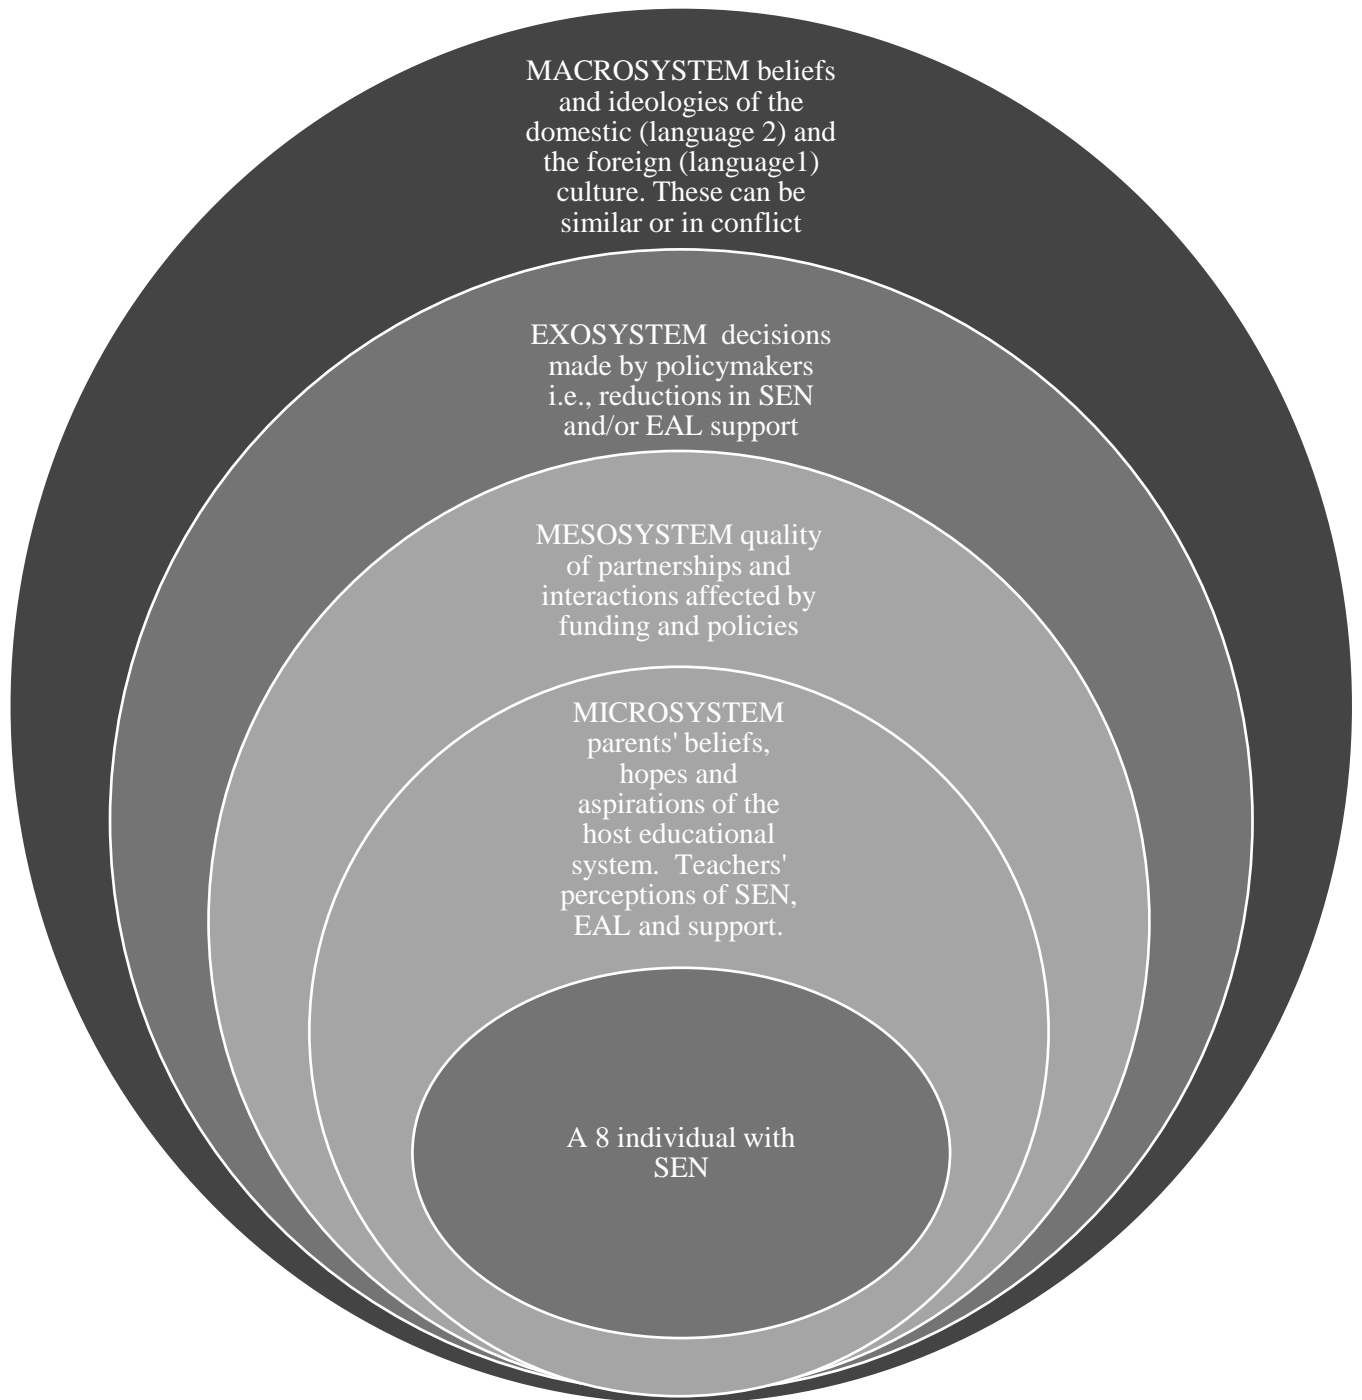 MACROSYSTEM beliefs
and ideologies of the
domestic (language 2) and
the foreign (language1)
culture. These can be
similar or in conflict
EXOSYSTEM  decisions
made by policymakers
i.e., reductions in SEN
and/or EAL support
MESOSYSTEM quality
of partnerships and
interactions affected by
funding and policies
MICROSYSTEM
parents' beliefs,
hopes and
aspirations of the
host educational
system.  Teachers'
perceptions of SEN,
EAL and support.
A 8 individual with
SEN